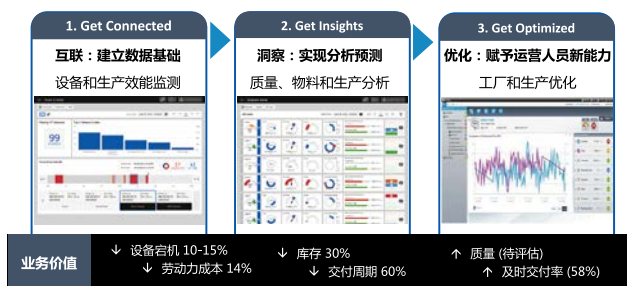 1. Get Connected
互联：建立数据基础
设备和生产效能监测
99
2. Get Insights
洞察：实现分析预测
质量、物料和生产分析
3. Get Optimized
优化：赋予运营人员新能力
工厂和生产优化
业务价值
↓ 设备宕机 10-15%
↓ 劳动力成本 14%
↓ 库存 30%
↓ 交付周期 60%
↑ 质量 (待评估)
↑ 及时交付率 (58%)